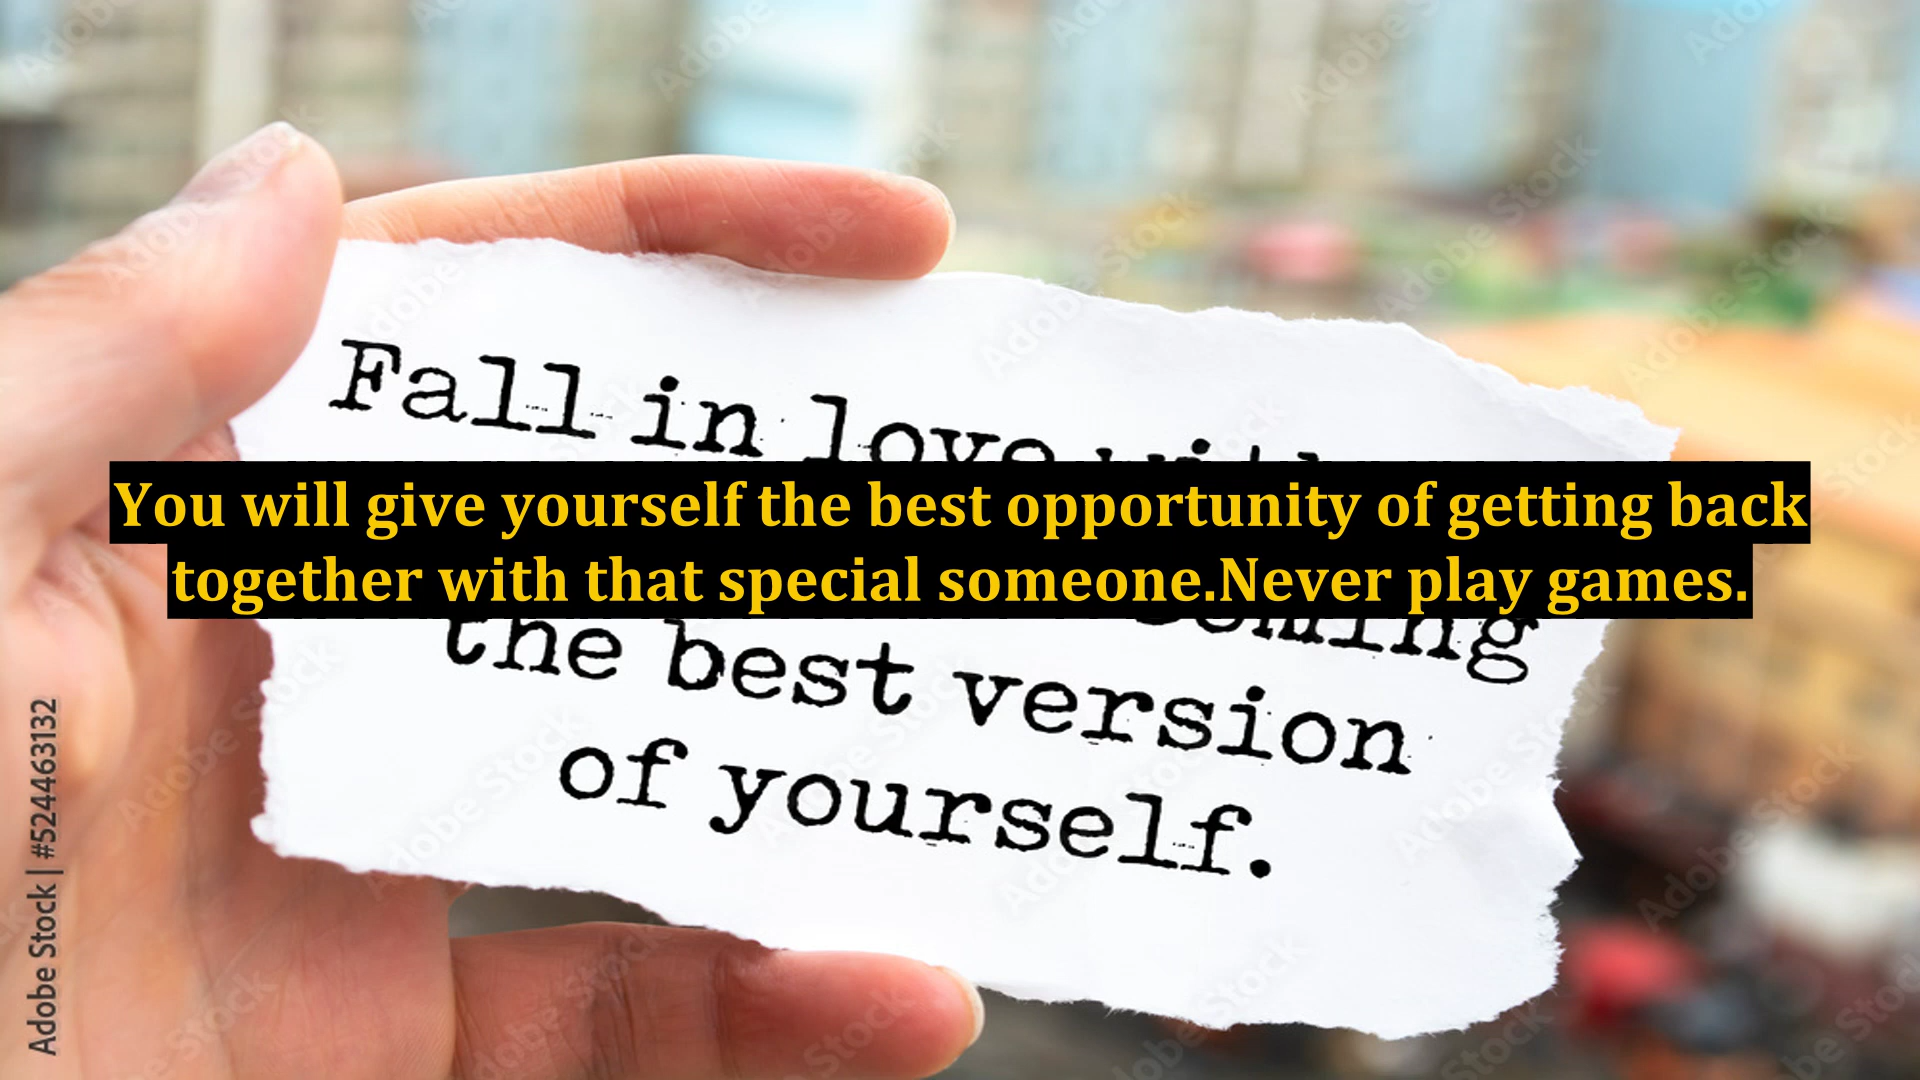 Fall in love with
You will give yourself the best opportunity of getting back
together with that special someone.Never play games.
the best version
of yourself.
Adobe Stock | #524463132